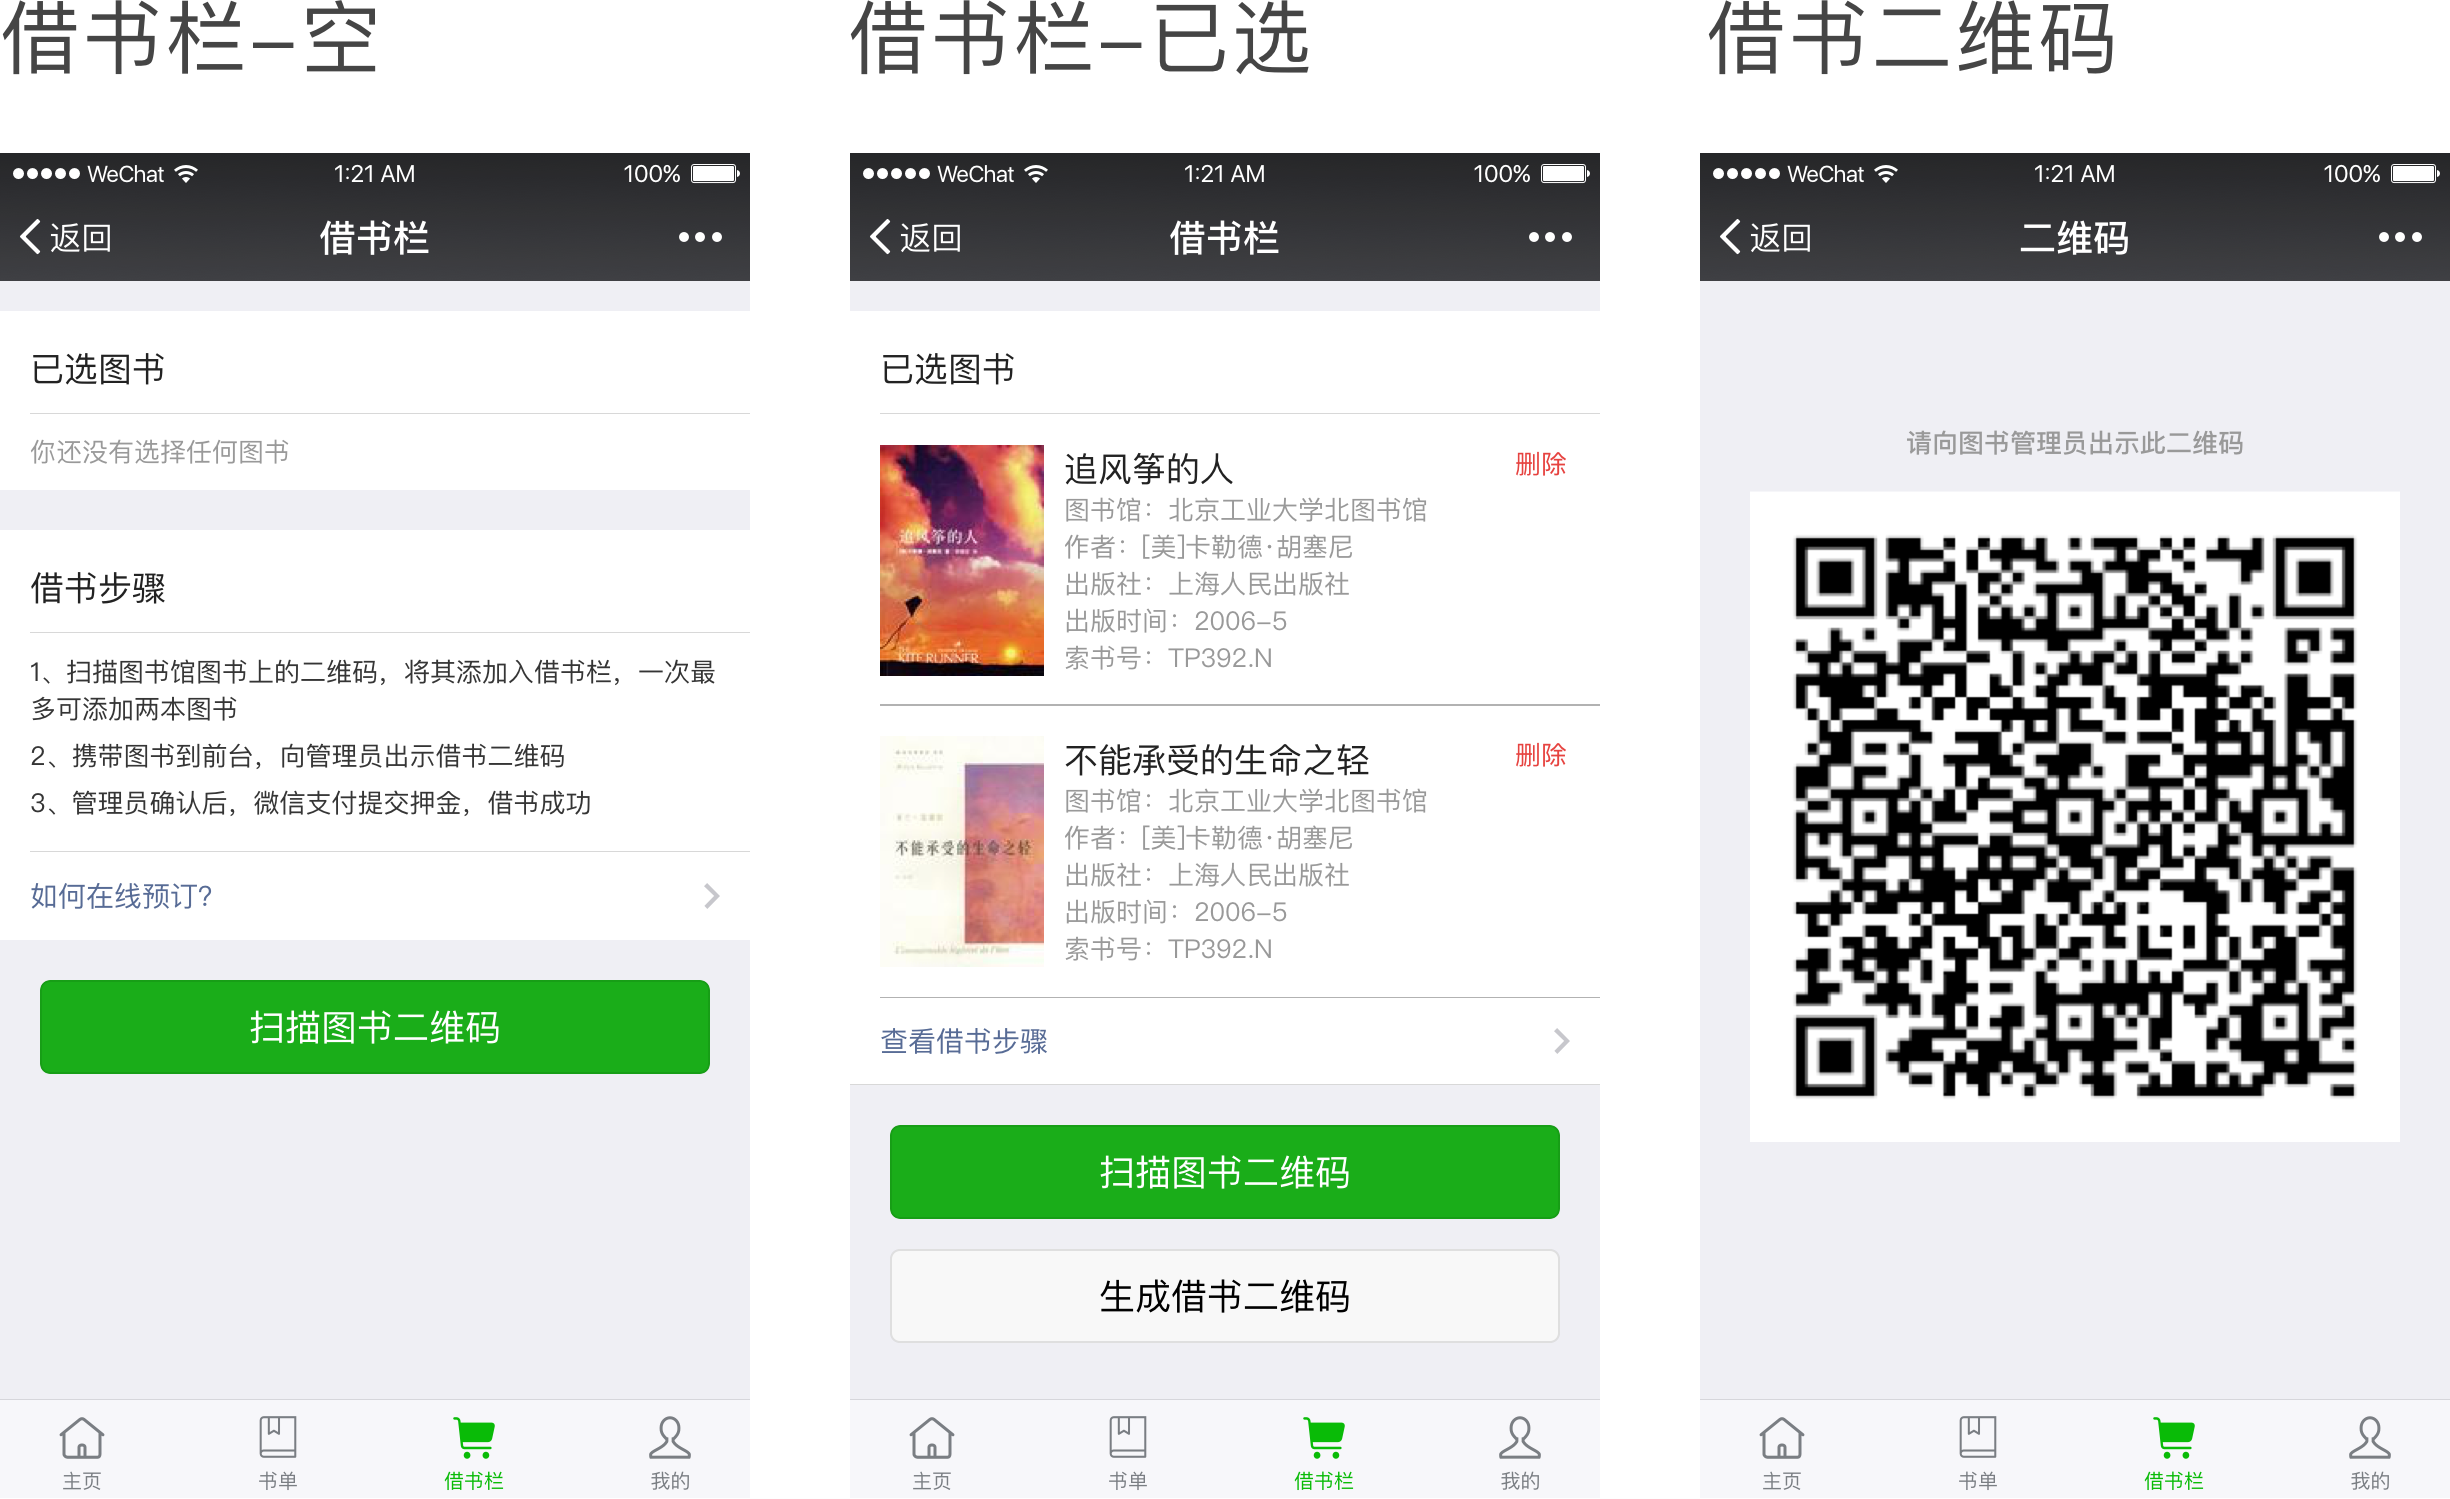 借书栏-空
WeChat 1:21 AM 100%
返回 借书栏
已选图书
你还没有选择任何图书
借书步骤
1、扫描图书馆图书上的二维码，将其添加入借书栏，一次最
多可添加两本图书
2、携带图书到前台，向管理员出示借书二维码
3、管理员确认后，微信支付提交押金，借书成功
如何在线预订?
扫描图书二维码
主页 书单 借书栏 我的
借书栏-已选
WeChat 1:21 AM 100%
返回 借书栏
已选图书
追风筝的人
THE
KITE RUNNER
追风筝的人 删除
图书馆：北京工业大学北图书馆
作者：[美]卡勒德·胡塞尼
出版社：上海人民出版社
出版时间：2006-5
索书号：TP392.N
不能承受的生命之轻
不能承受的生命之轻 删除
图书馆：北京工业大学北图书馆
作者：[美]卡勒德·胡塞尼
出版社：上海人民出版社
出版时间：2006-5
索书号：TP392.N
查看借书步骤
扫描图书二维码
生成借书二维码
主页 书单 借书栏 我的
借书二维码
WeChat 1:21 AM 100%
返回 二维码
请向图书管理员出示此二维码
主页 书单 借书栏 我的